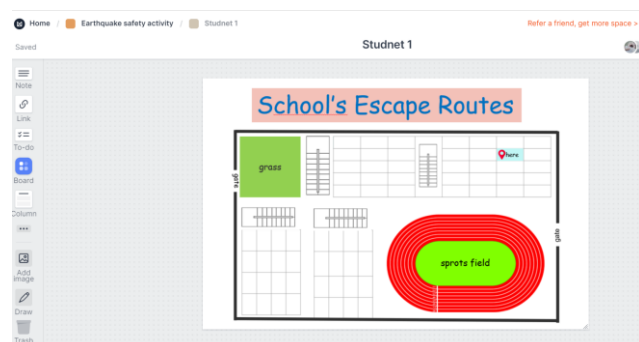 Home / Earthquake safety activity / Studnet 1
Refer a friend, get more space >
Saved
Studnet 1
Note
Link
To-do
Board
Column
Add image
Draw
Trash
School's Escape Routes
grass
here
gate
gate
sprots field